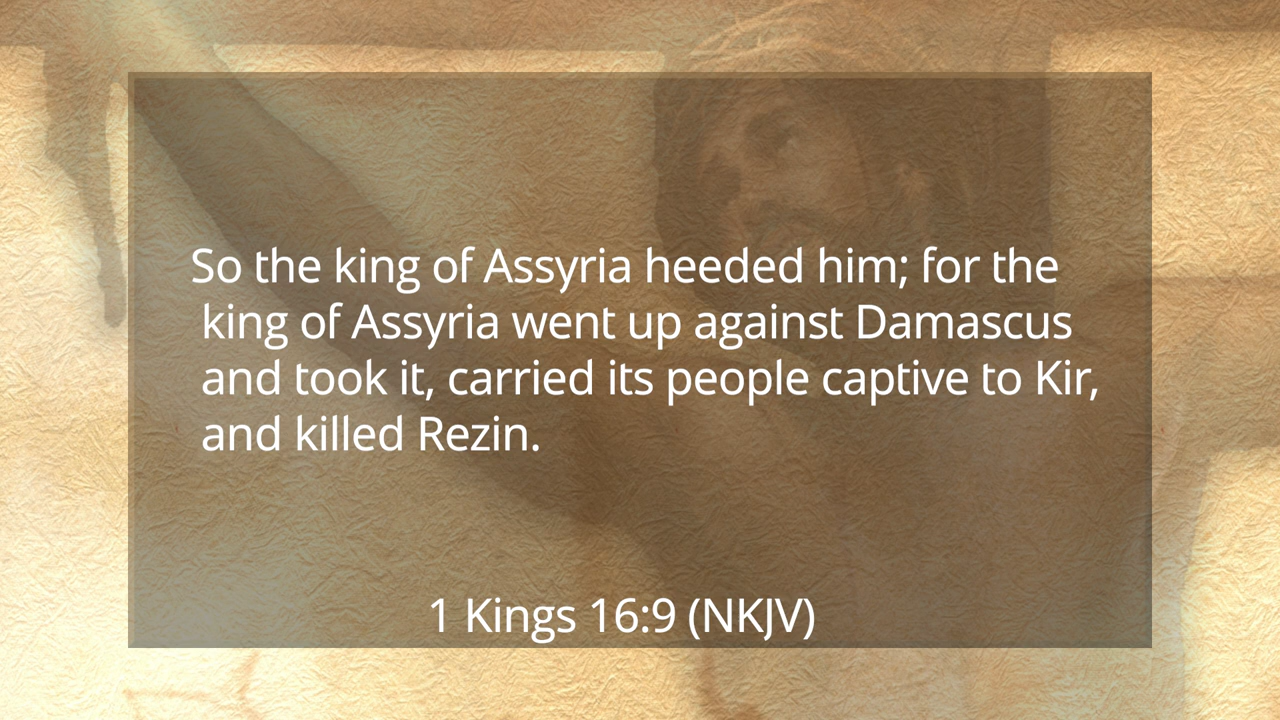 So the king of Assyria heeded him; for the
king of Assyria went up against Damascus
and took it, carried its people captive to Kir,
and killed Rezin.
1 Kings 16:9 (NKJV)